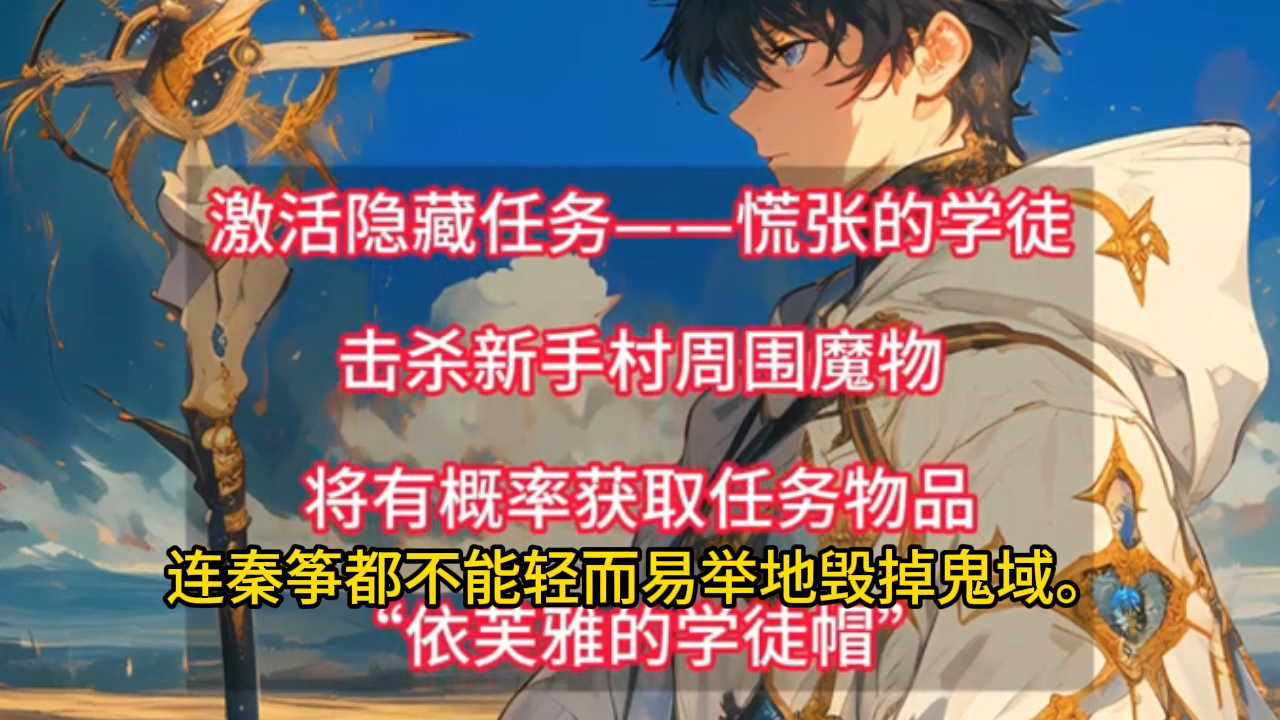 激活隐藏任务——慌张的学徒
击杀新手村周围魔物
将有概率获取任务物品
连秦筝都不能轻而易举地毁掉鬼域。
“依芙雅的学徒帽”